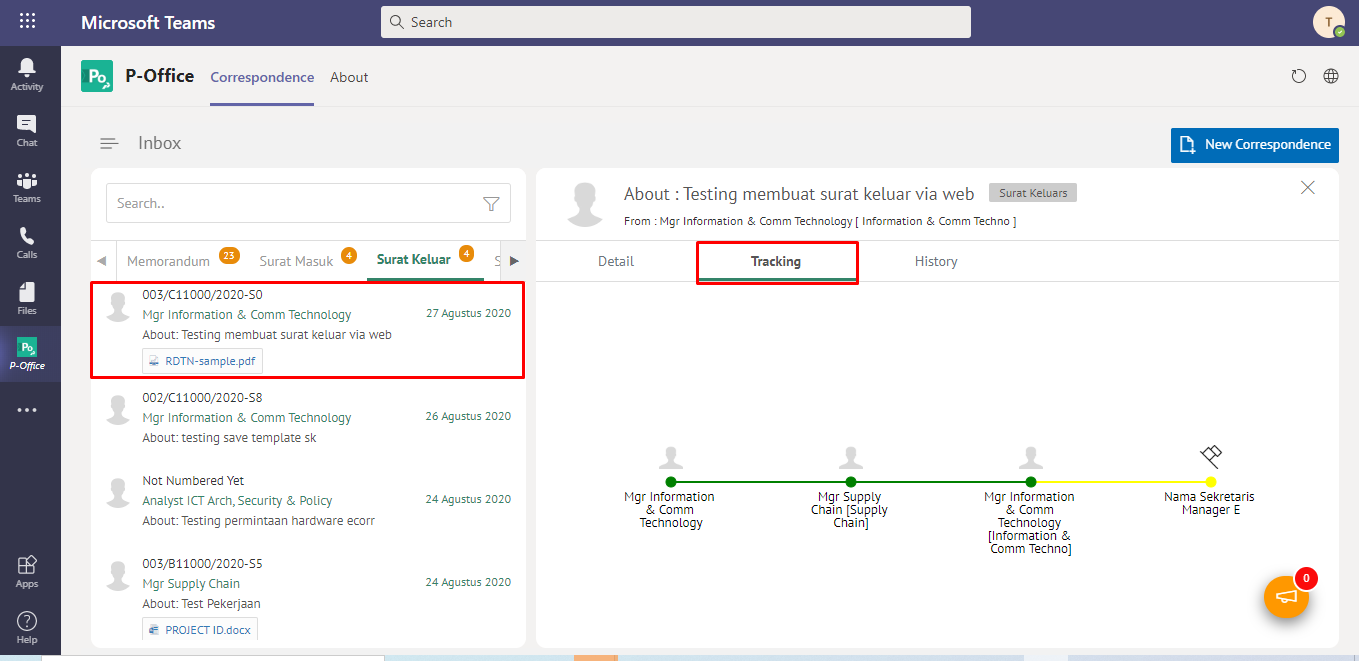 Microsoft Teams
Search
T
Activity
Chat
Teams
Calls
Files
Po
P-Office
Apps
Help
Po
P-Office
Correspondence
About
Inbox
New Correspondence
Search..
Memorandum 23
Surat Masuk 4
Surat Keluar 4
S
003/C11000/2020-S0
Mgr Information & Comm Technology
27 Agustus 2020
About: Testing membuat surat keluar via web
RDTN-sample.pdf
002/C11000/2020-S8
Mgr Information & Comm Technology
26 Agustus 2020
About: testing save template sk
Not Numbered Yet
Analyst ICT Arch, Security & Policy
24 Agustus 2020
About: Testing permintaan hardware ecorr
003/B11000/2020-S5
Mgr Supply Chain
24 Agustus 2020
About: Test Pekerjaan
PROJECT ID.docx
About : Testing membuat surat keluar via web
Surat Keluars
From : Mgr Information & Comm Technology [ Information & Comm Techno ]
Detail
Tracking
History
Mgr Information
& Comm
Technology
Mgr Supply
Chain [Supply
Chain]
Mgr Information
& Comm
Technology
[Information &
Comm Techno]
Nama Sekretaris
Manager E
0